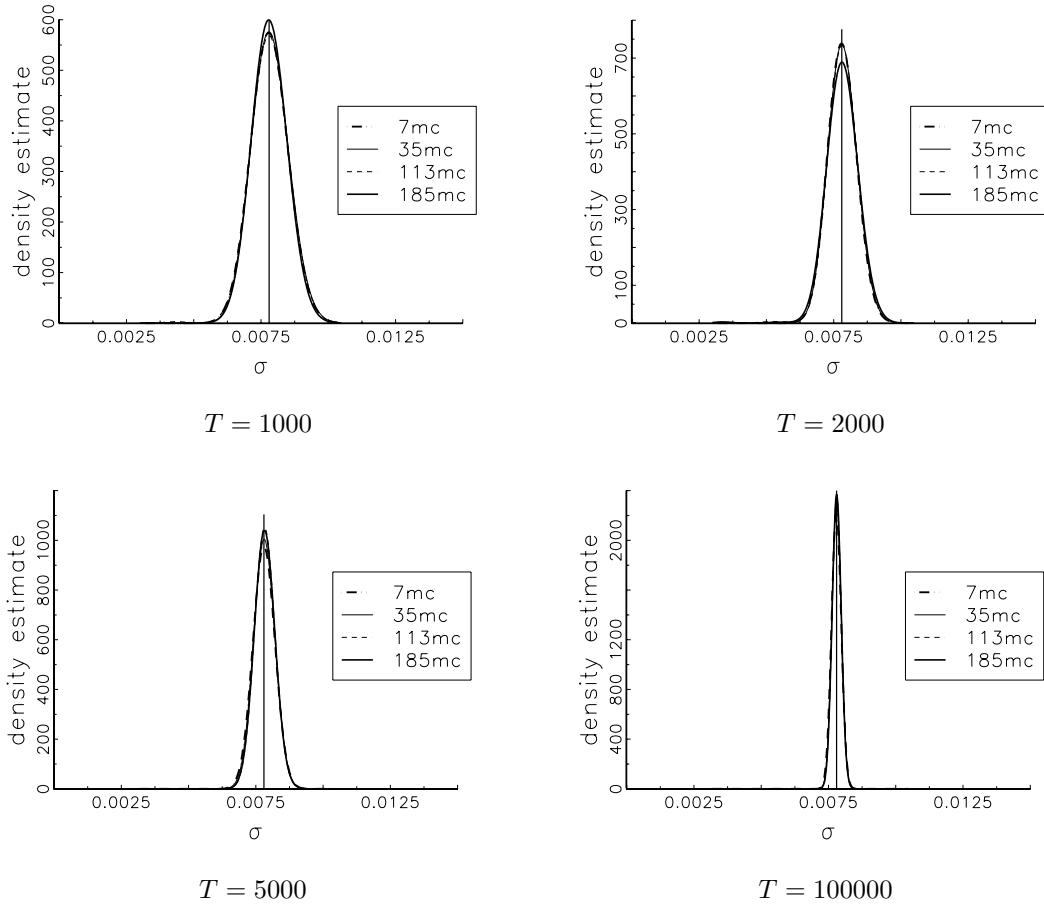 density estimate
0 100 200 300 400 500 600
0.0025 0.0075 0.0125
σ
7mc
35mc
113mc
185mc
T = 1000
density estimate
0 100 300 500 700
0.0025 0.0075 0.0125
σ
7mc
35mc
113mc
185mc
T = 2000
density estimate
0 200 400 600 800 1000
0.0025 0.0075 0.0125
σ
7mc
35mc
113mc
185mc
T = 5000
density estimate
0 400 800 1200 2000
0.0025 0.0075 0.0125
σ
7mc
35mc
113mc
185mc
T = 100000